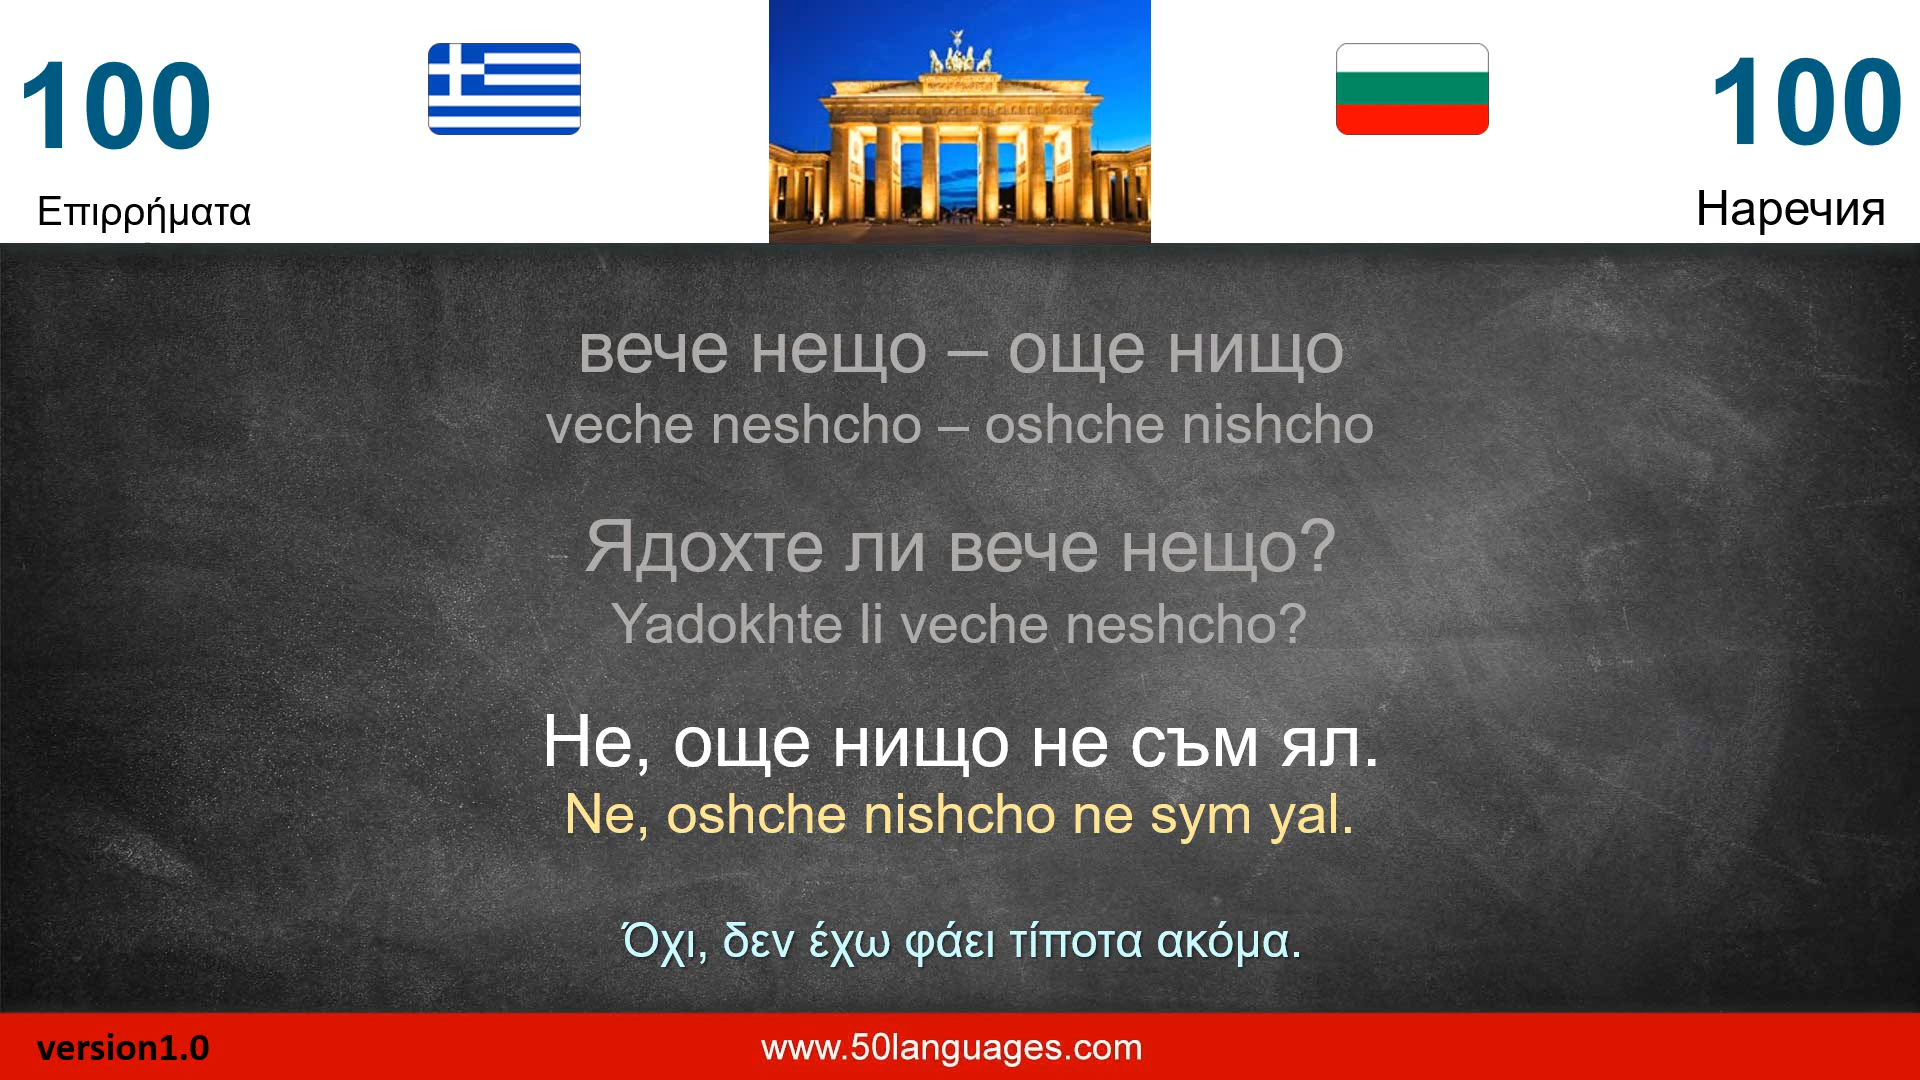 100
100
Επιρρήματα
Наречия
вече нещо – още нищо
veche neshcho – oshche nishcho
Ядохте ли вече нещо?
Yadokhte li veche neshcho?
Не, още нищо не съм ял.
Ne, oshche nishcho ne sym yal.
Όχι, δεν έχω φάει τίποτα ακόμα.
version1.0
www.50languages.com